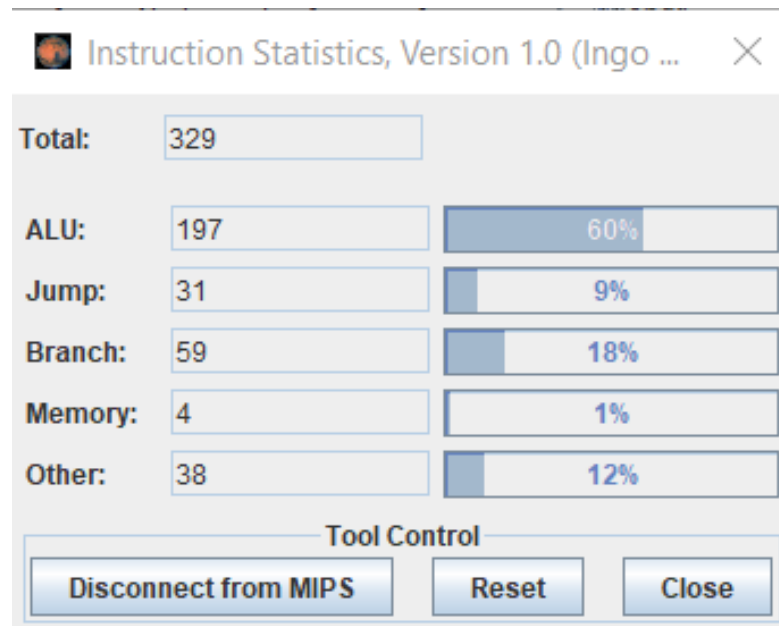 Instruction Statistics, Version 1.0 (Ingo ...
Total: 329
ALU: 197 60%
Jump: 31 9%
Branch: 59 18%
Memory: 4 1%
Other: 38 12%
Tool Control
Disconnect from MIPS Reset Close